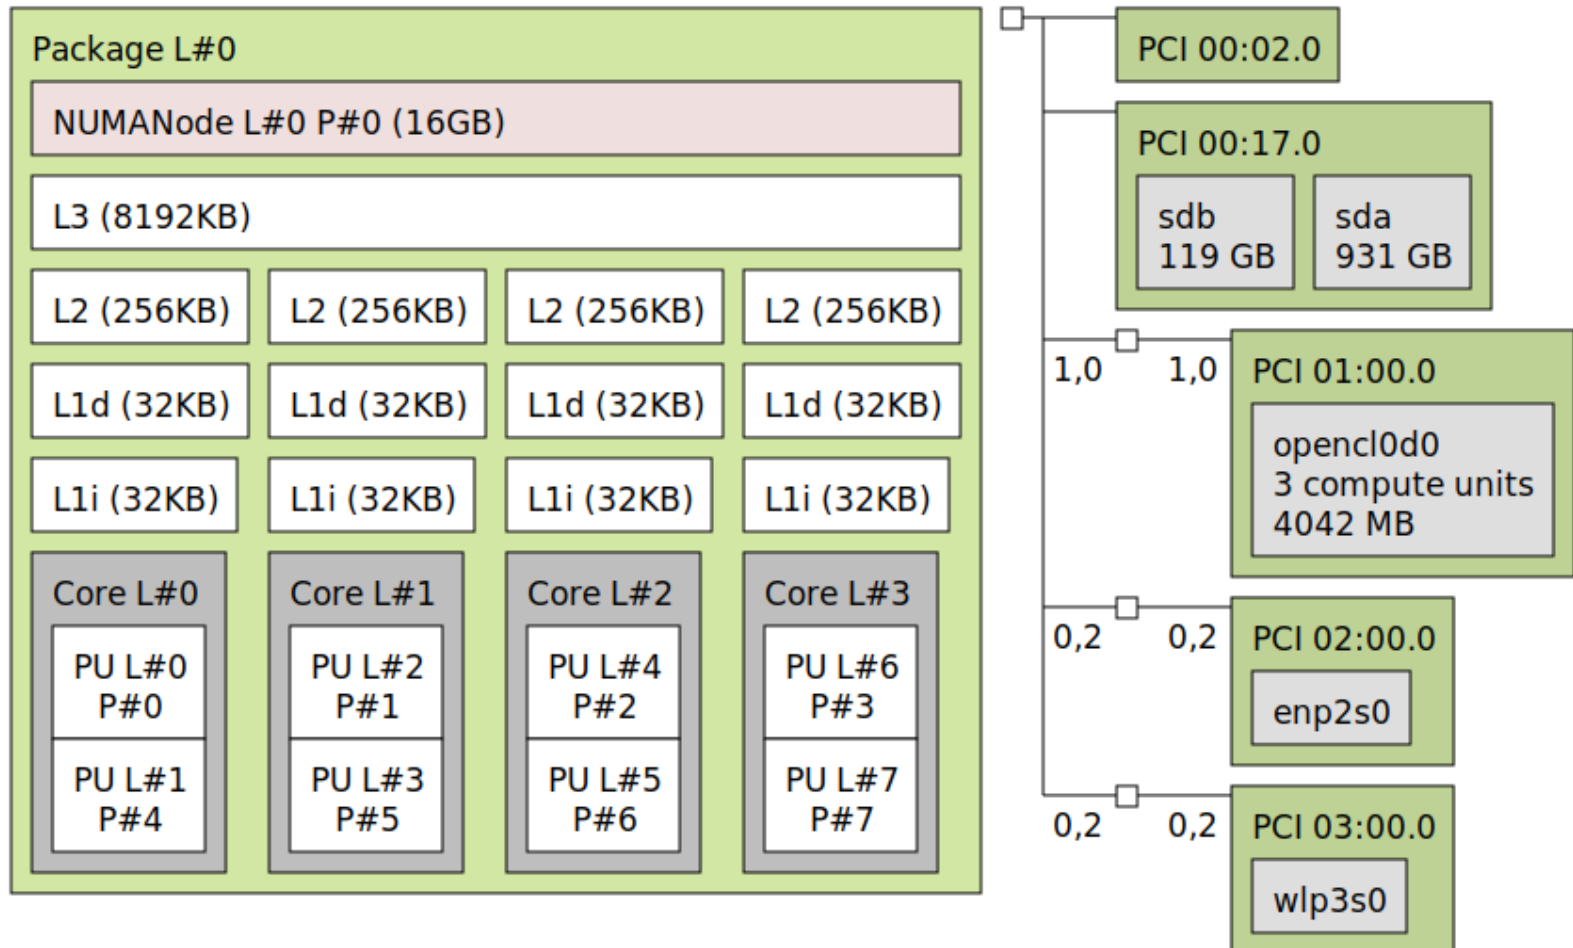 Package L#0
NUMANode L#0 P#0 (16GB)
L3 (8192KB)
L2 (256KB)
L2 (256KB)
L2 (256KB)
L2 (256KB)
L1d (32KB)
L1d (32KB)
L1d (32KB)
L1d (32KB)
L1i (32KB)
L1i (32KB)
L1i (32KB)
L1i (32KB)
Core L#0
PU L#0
P#0
PU L#1
P#4
Core L#1
PU L#2
P#1
PU L#3
P#5
Core L#2
PU L#4
P#2
PU L#5
P#6
Core L#3
PU L#6
P#3
PU L#7
P#7
PCI 00:02.0
PCI 00:17.0
sdb
119 GB
sda
931 GB
1,0
1,0
PCI 01:00.0
opencl0d0
3 compute units
4042 MB
0,2
0,2
PCI 02:00.0
enp2s0
0,2
0,2
PCI 03:00.0
wlp3s0